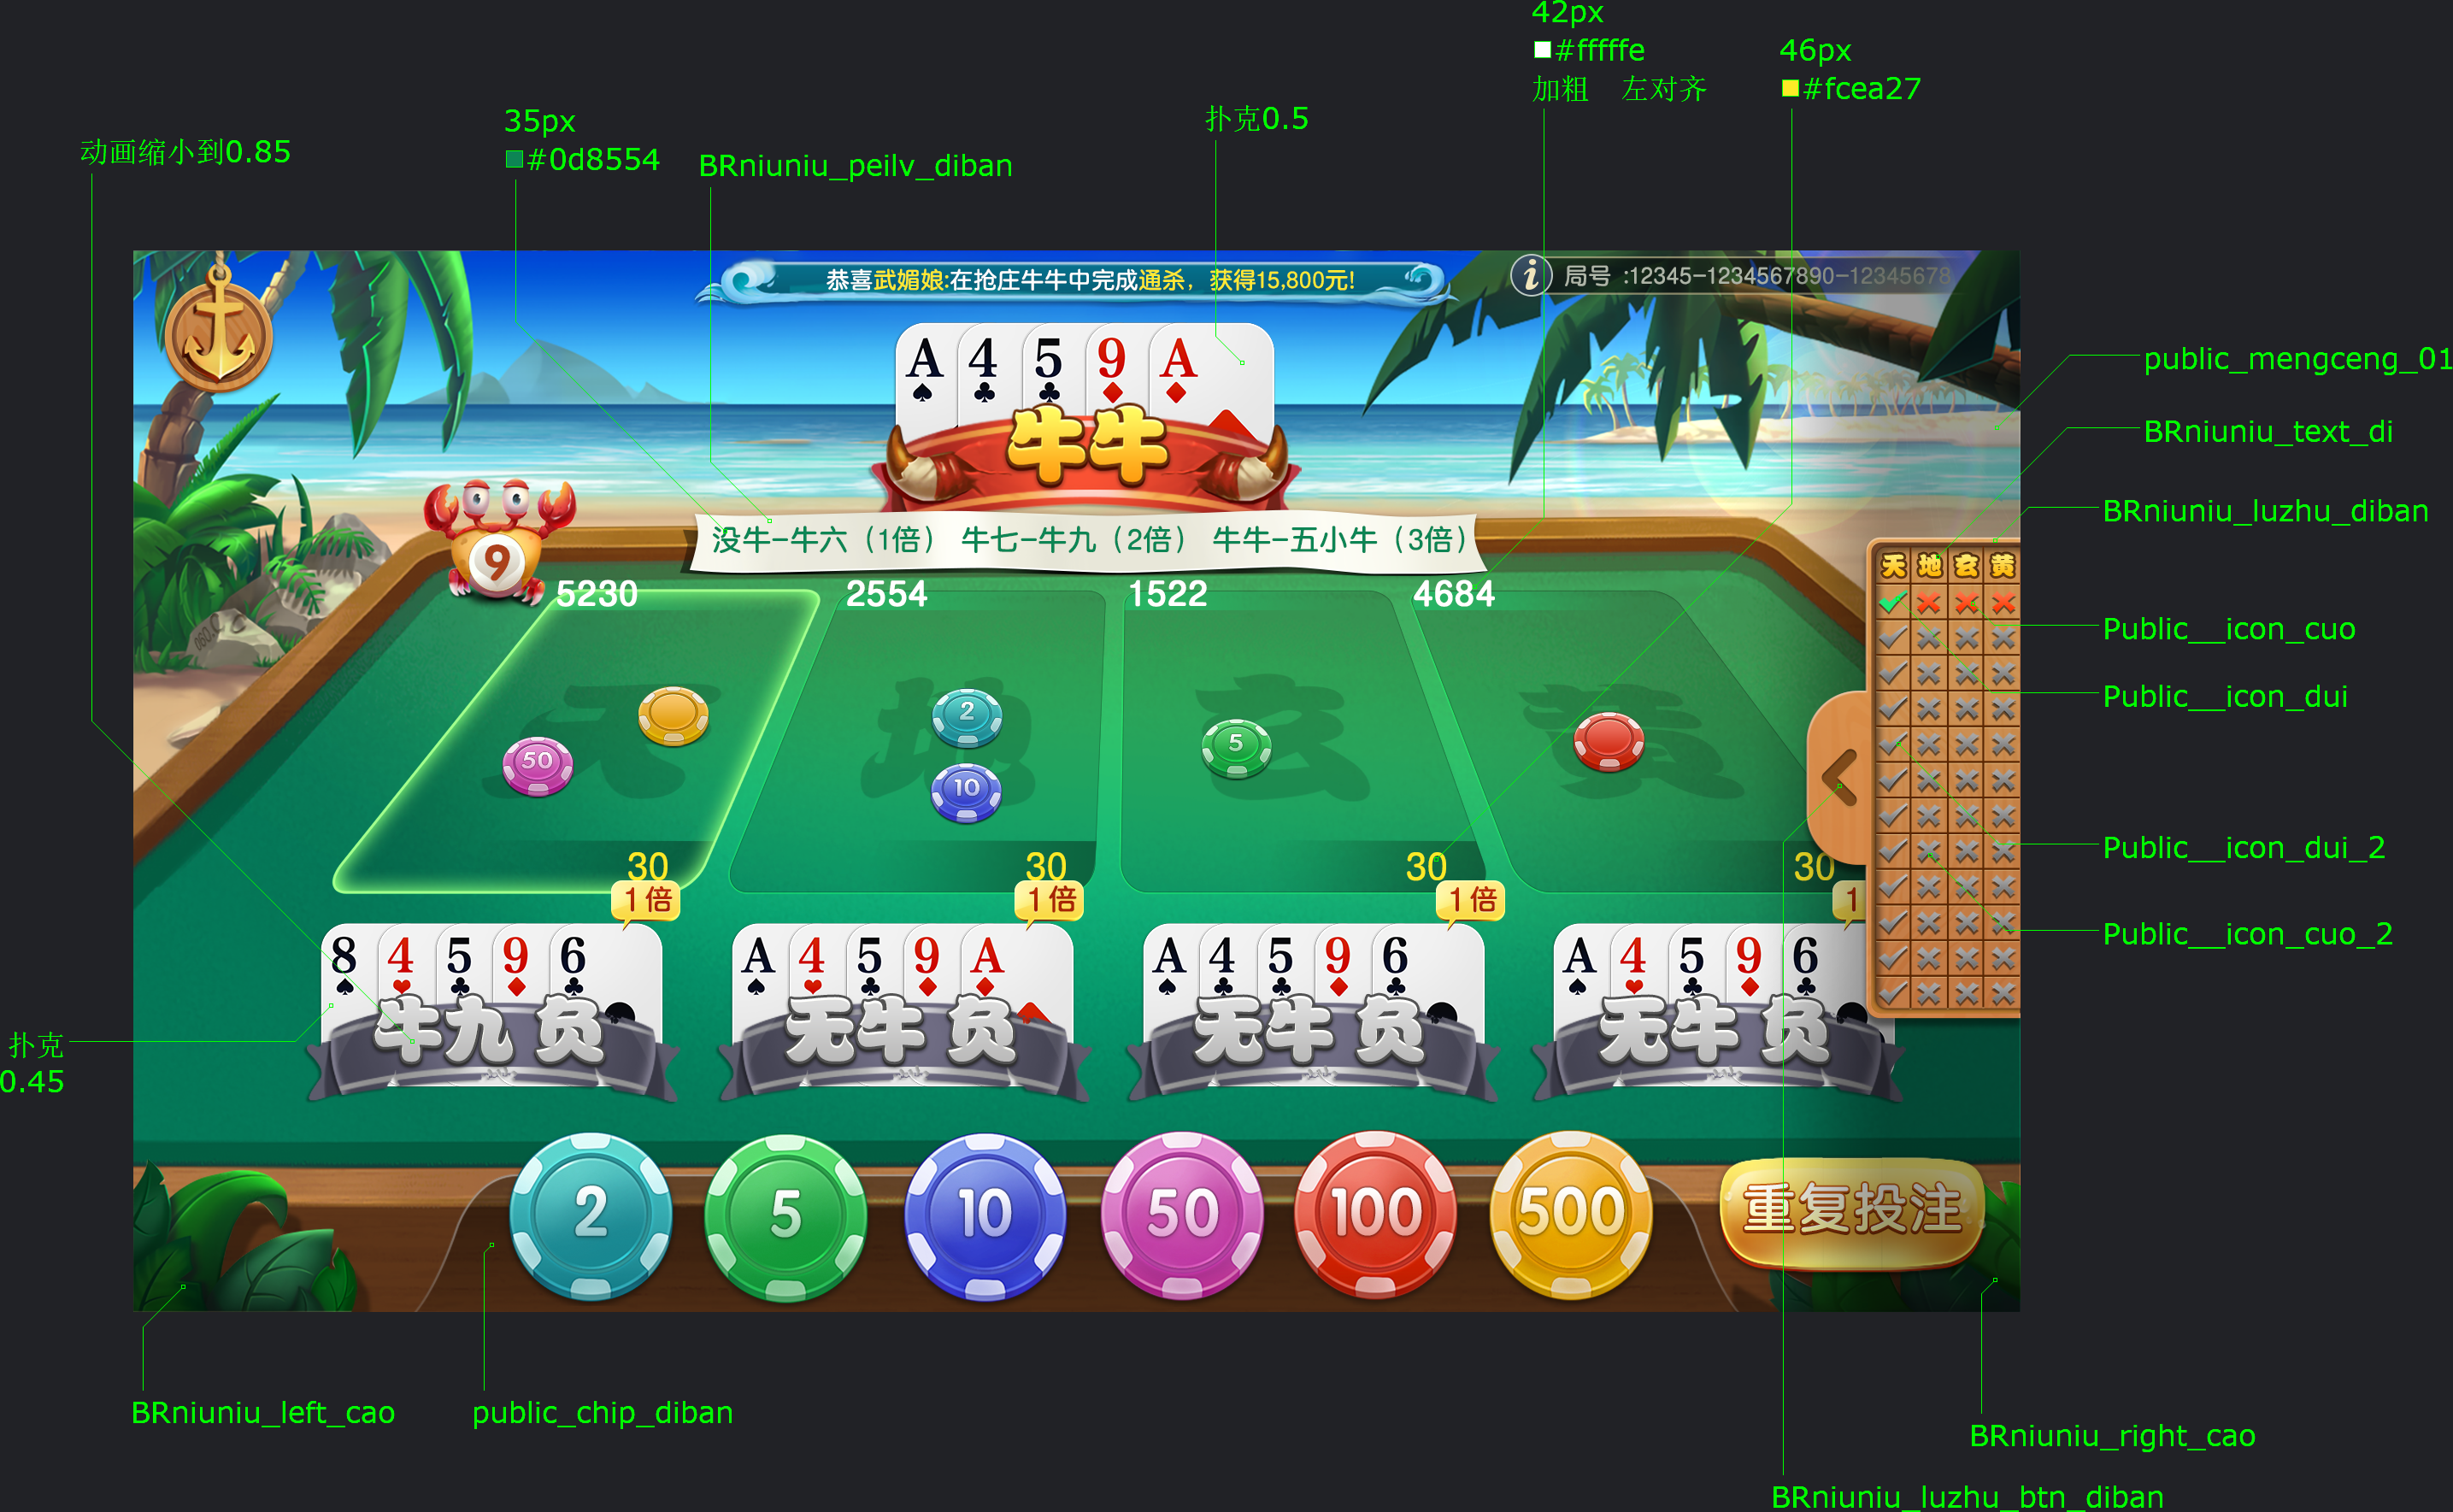 42px
#fffffe
加粗 左对齐
46px
#fcea27
35px
#0d8554
扑克0.5
动画缩小到0.85
BRniuniu_peilv_diban
恭喜武媚娘:在抢庄牛牛中完成通杀，获得15,800元!
i 局号 :12345-1234567890-12345678
A 4 5 9 A
牛牛
public_mengceng_01
BRniuniu_text_di
BRniuniu_luzhu_diban
没牛-牛六（1倍） 牛七-牛九（2倍） 牛牛-五小牛（3倍）
9
天 地 玄 黄
5230 2554 1522 4684
Public__icon_cuo
Public__icon_dui
天 地 玄 黄
2
5
50
10
Public__icon_dui_2
30 30 30 30
1倍 1倍 1倍 1
Public__icon_cuo_2
8 4 5 9 6
A 4 5 9 A
A 4 5 9 6
A 4 5 9 6
牛九 负 无牛 负 无牛 负 无牛 负
扑克
0.45
2 5 10 50 100 500 重复投注
BRniuniu_left_cao
public_chip_diban
BRniuniu_right_cao
BRniuniu_luzhu_btn_diban